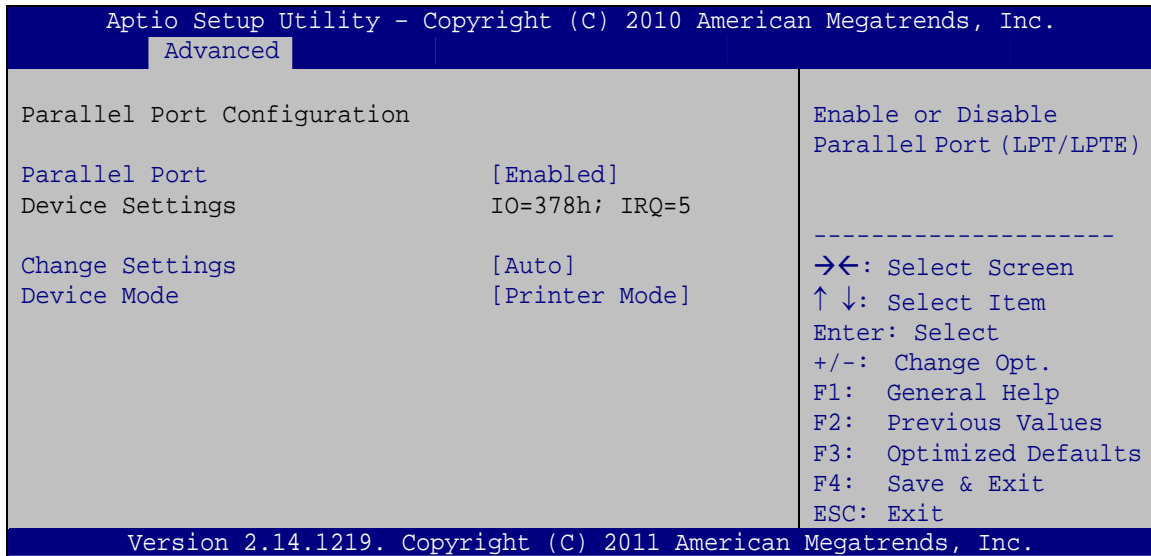 Aptio Setup Utility – Copyright (C) 2010 American Megatrends, Inc.
Advanced
Parallel Port Configuration
Parallel Port [Enabled]
Device Settings IO=378h; IRQ=5
Change Settings [Auto]
Device Mode [Printer Mode]
Enable or Disable
Parallel Port (LPT/LPTE)
---------------------
→←: Select Screen
↑ ↓: Select Item
Enter: Select
+/-: Change Opt.
F1: General Help
F2: Previous Values
F3: Optimized Defaults
F4: Save & Exit
ESC: Exit
Version 2.14.1219. Copyright (C) 2011 American Megatrends, Inc.